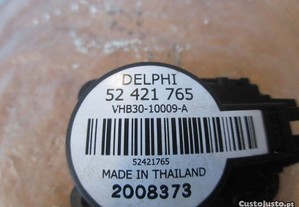 DELPHI
52 421 765
VHB30-10009-A
52421765
MADE IN THAILAND
2008373
CustoJusto.pt